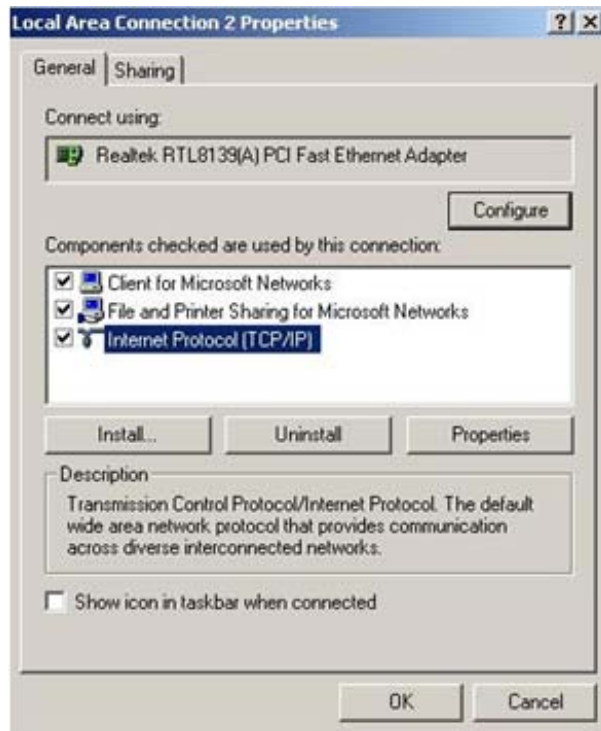 Local Area Connection 2 Properties
General
Sharing
Connect using:
Realtek RTL8139(A) PCI Fast Ethernet Adapter
Configure
Components checked are used by this connection:
Client for Microsoft Networks
File and Printer Sharing for Microsoft Networks
Internet Protocol (TCP/IP)
Install...
Uninstall
Properties
Description
Transmission Control Protocol/Internet Protocol. The default
wide area network protocol that provides communication
across diverse interconnected networks.
Show icon in taskbar when connected
OK
Cancel